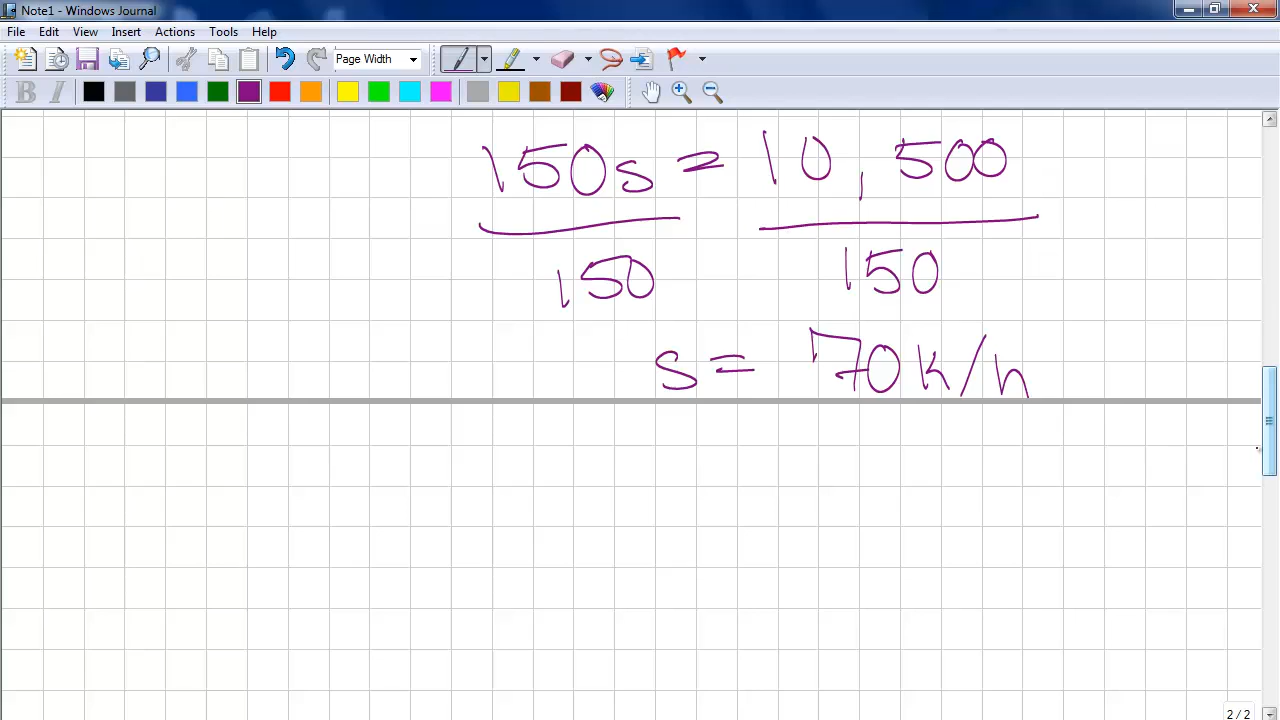 Note1 - Windows Journal
File Edit View Insert Actions Tools Help
Page Width
B I
150s = 10,500
150 150
s = 70k/h
2/2